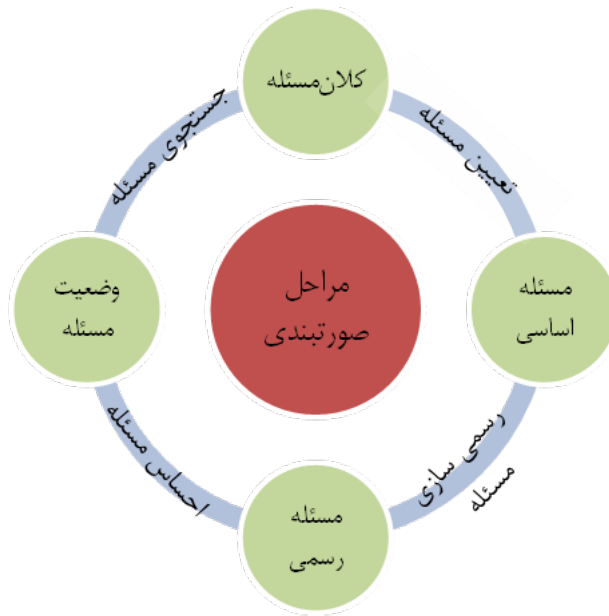 کلان‌مسئله
جستجوی مسئله
تعیین مسئله
وضعیت
مسئله
مراحل
صورتبندی
مسئله
اساسی
احساس مسئله
رسمی سازی
مسئله
مسئله
رسمی